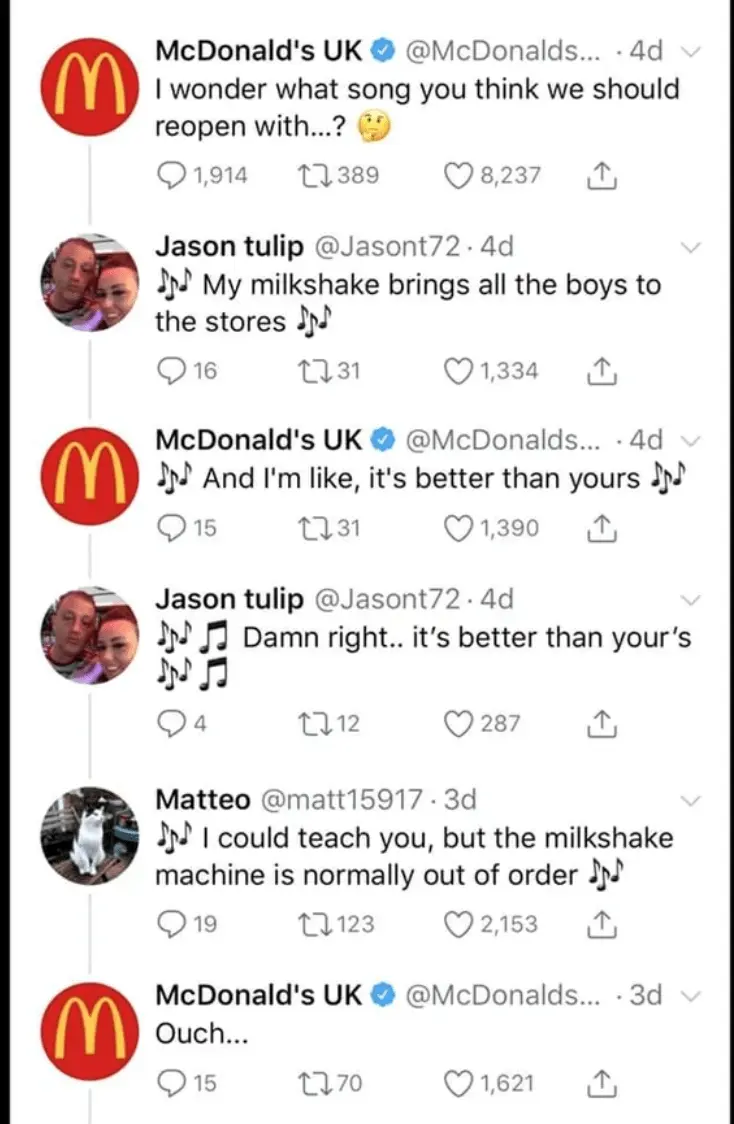 McDonald's UK @McDonalds... · 4d
I wonder what song you think we should
reopen with...? 🤔
1,914 389 8,237
Jason tulip @Jasont72 · 4d
🎶 My milkshake brings all the boys to
the stores 🎶
16 31 1,334
McDonald's UK @McDonalds... · 4d
🎶 And I'm like, it's better than yours 🎶
15 31 1,390
Jason tulip @Jasont72 · 4d
🎶🎵 Damn right.. it’s better than your’s
🎶🎵
4 12 287
Matteo @matt15917 · 3d
🎶 I could teach you, but the milkshake
machine is normally out of order 🎶
19 123 2,153
McDonald's UK @McDonalds... · 3d
Ouch...
15 70 1,621